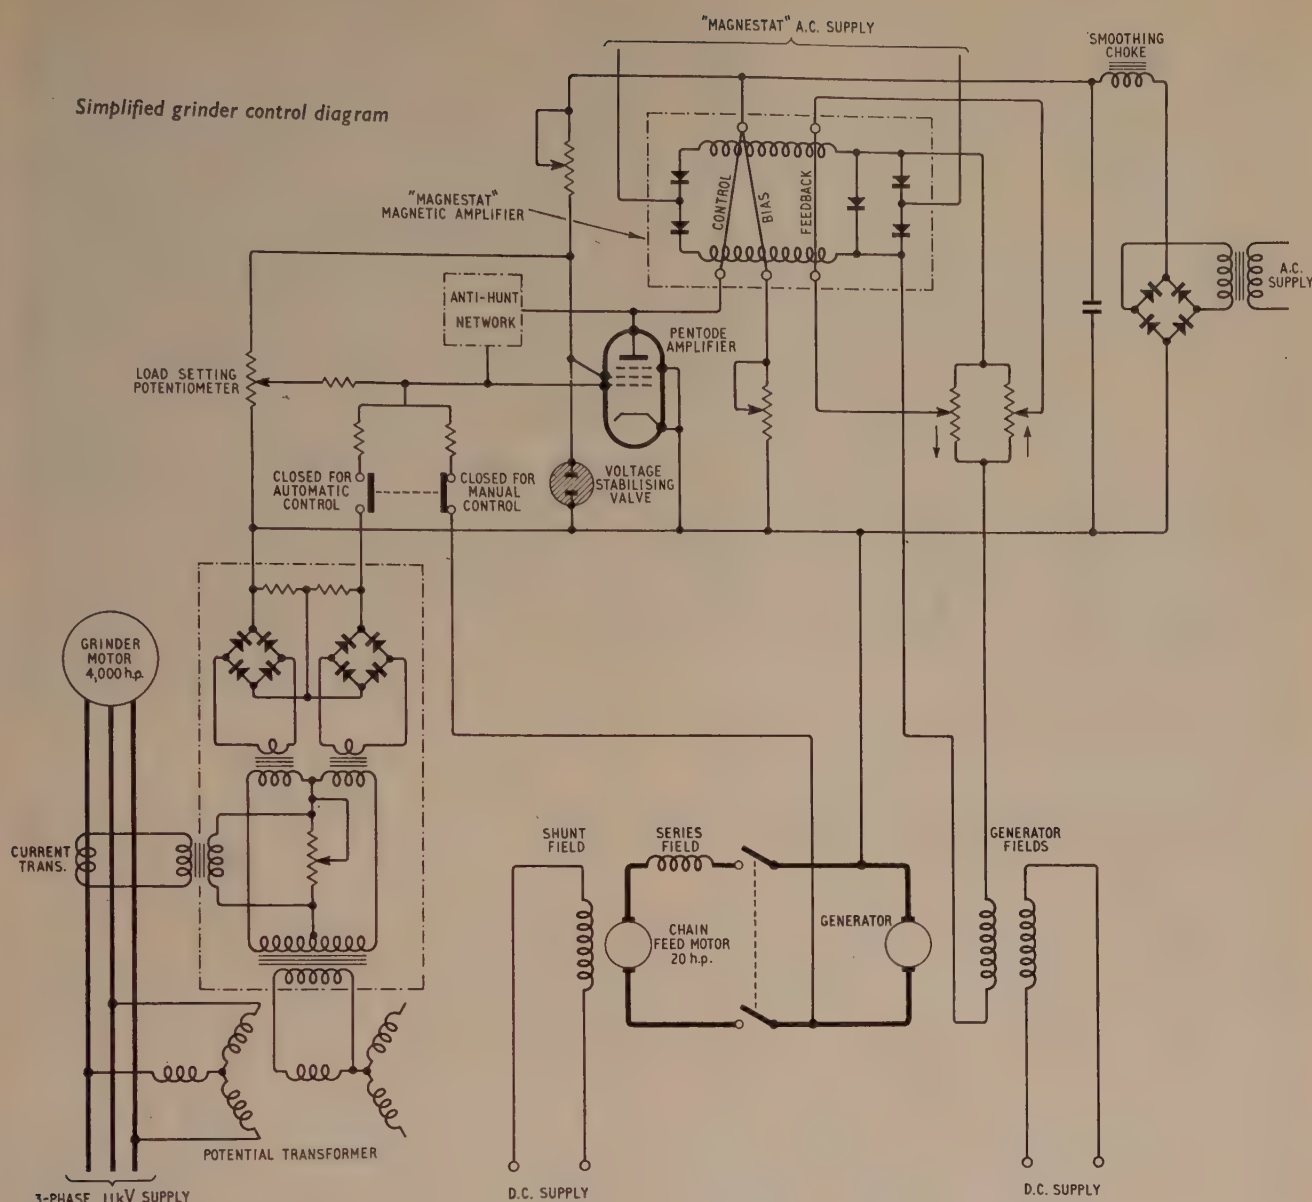 "MAGNESTAT" A.C. SUPPLY
SMOOTHING
CHOKE
Simplified grinder control diagram
"MAGNESTAT"
MAGNETIC AMPLIFIER
CONTROL
BIAS
FEEDBACK
A.C.
SUPPLY
ANTI-HUNT
NETWORK
PENTODE
AMPLIFIER
LOAD SETTING
POTENTIOMETER
CLOSED FOR
AUTOMATIC
CONTROL
CLOSED FOR
MANUAL
CONTROL
VOLTAGE
STABILISING
VALVE
GRINDER
MOTOR
4,000 h.p.
CURRENT
TRANS.
SHUNT
FIELD
SERIES
FIELD
GENERATOR
FIELDS
CHAIN
FEED MOTOR
20 h.p.
GENERATOR
POTENTIAL TRANSFORMER
3-PHASE 11kV SUPPLY
D.C. SUPPLY
D.C. SUPPLY